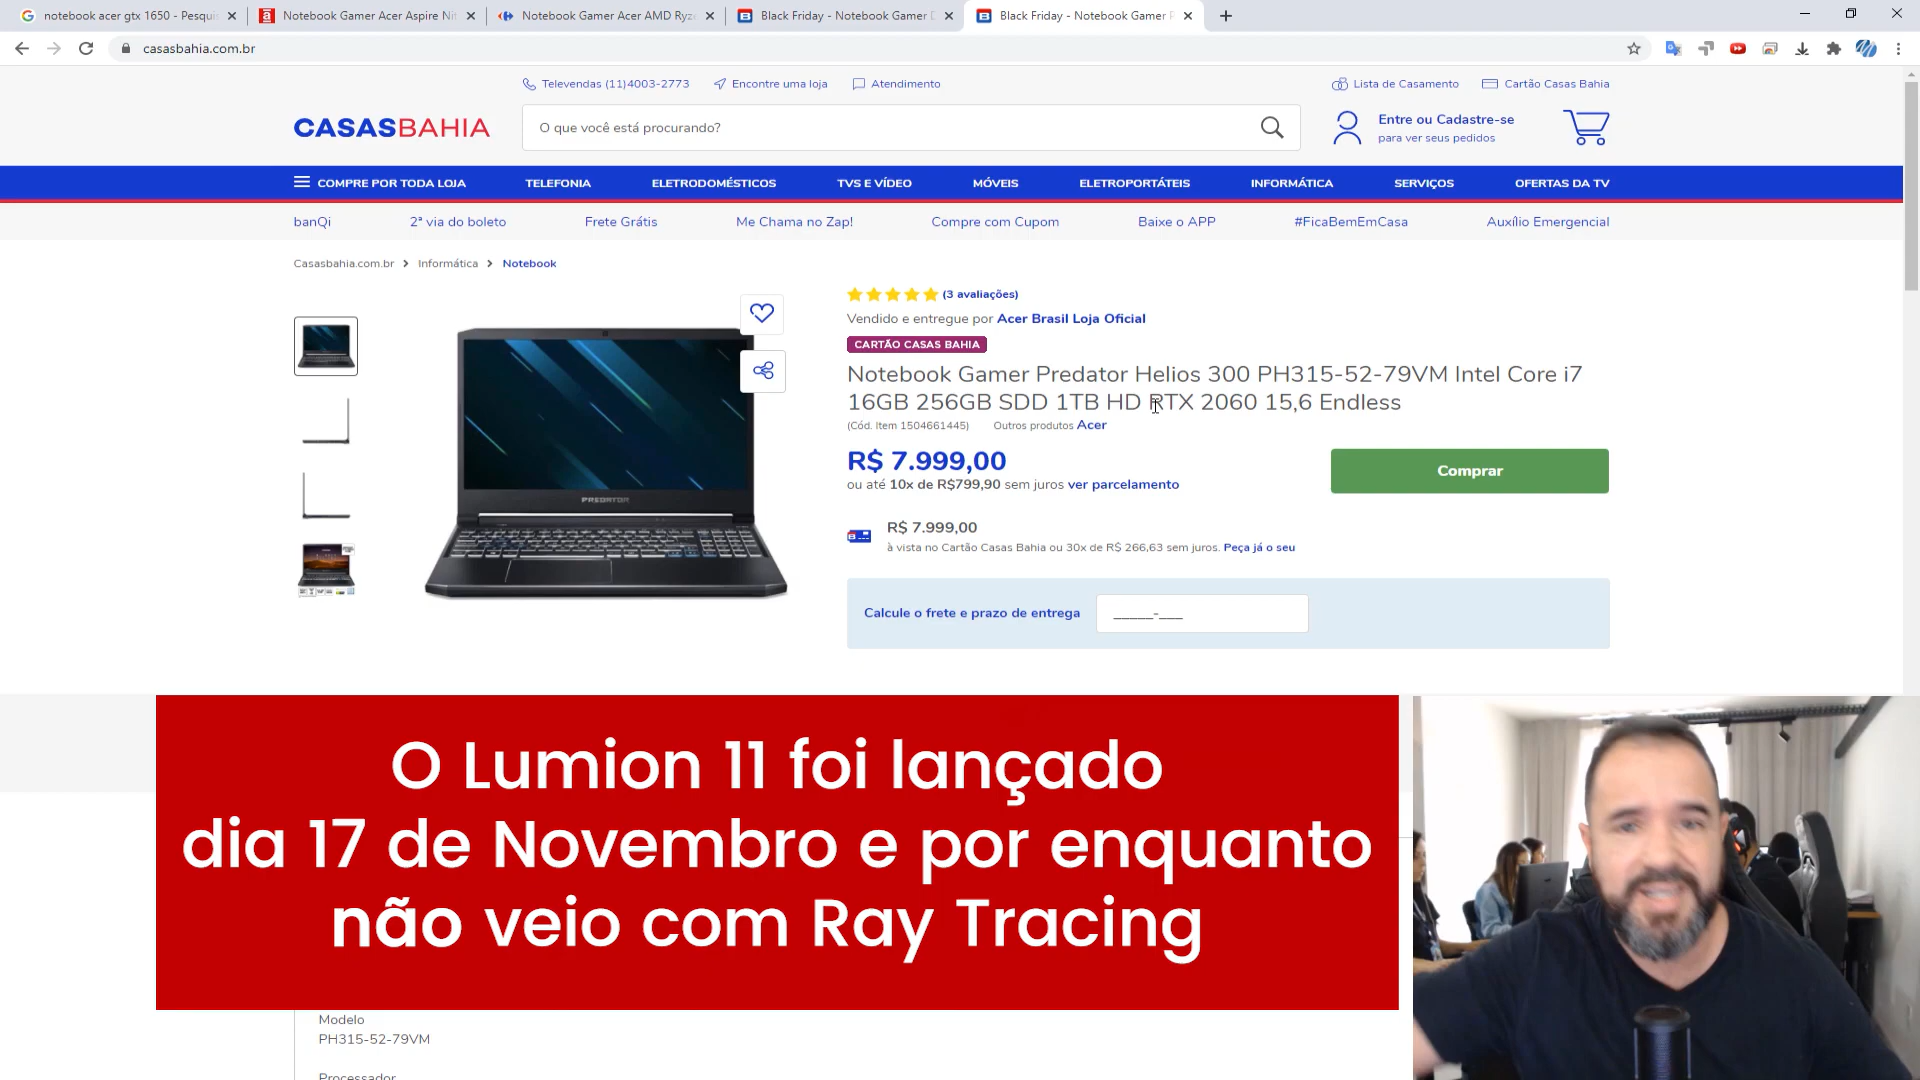 notebook acer gtx 1650 - Pesqui
Notebook Gamer Acer Aspire Nit
Notebook Gamer Acer AMD Ryze
Black Friday - Notebook Gamer
Black Friday - Notebook Gamer P
casasbahia.com.br
Televendas (11)4003-2773
Encontre uma loja
Atendimento
Lista de Casamento
Cartão Casas Bahia
CASASBAHIA
O que você está procurando?
Entre ou Cadastre-se
para ver seus pedidos
COMPRE POR TODA LOJA
TELEFONIA
ELETRODOMÉSTICOS
TVS E VÍDEO
MÓVEIS
ELETROPORTÁTEIS
INFORMÁTICA
SERVIÇOS
OFERTAS DA TV
banQi
2ª via do boleto
Frete Grátis
Me Chama no Zap!
Compre com Cupom
Baixe o APP
#FicaBemEmCasa
Auxílio Emergencial
Casasbahia.com.br > Informática > Notebook
(3 avaliações)
Vendido e entregue por Acer Brasil Loja Oficial
CARTÃO CASAS BAHIA
Notebook Gamer Predator Helios 300 PH315-52-79VM Intel Core i7
16GB 256GB SDD 1TB HD RTX 2060 15,6 Endless
(Cód. Item 1504661445) Outros produtos Acer
R$ 7.999,00
ou até 10x de R$799,90 sem juros ver parcelamento
Comprar
R$ 7.999,00
à vista no Cartão Casas Bahia ou 30x de R$ 266,63 sem juros. Peça já o seu
Calcule o frete e prazo de entrega
_____-___
PREDATOR
O Lumion 11 foi lançado
dia 17 de Novembro e por enquanto
não veio com Ray Tracing
Modelo
PH315-52-79VM
Processador